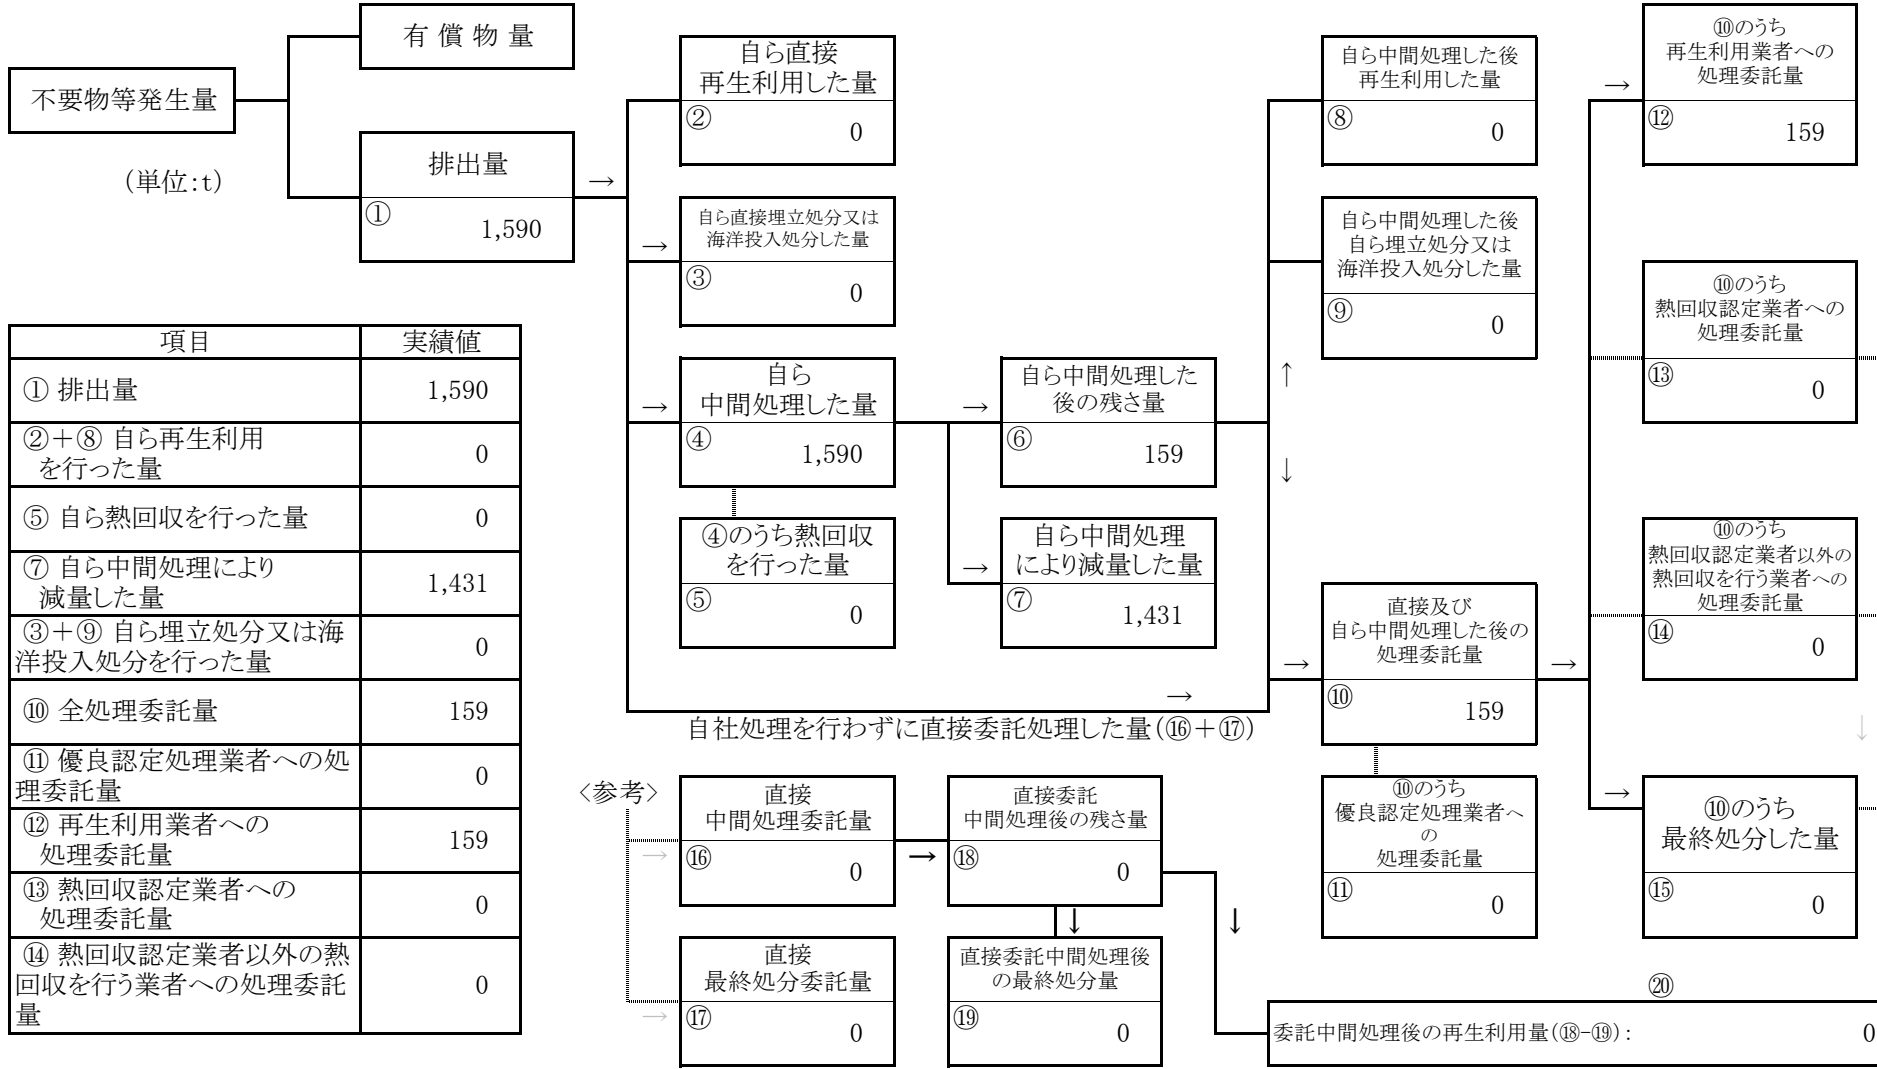 有 償 物 量
不要物等発生量
(単位:t)
排出量
①
1,590
→
自ら直接
再生利用した量
②
0
→
自ら直接埋立処分又は
海洋投入処分した量
③
0
→
自ら
中間処理した量
④
1,590
④のうち熱回収
を行った量
⑤
0
→
自ら中間処理した
後の残さ量
⑥
159
→
自ら中間処理
により減量した量
⑦
1,431
自ら中間処理した後
再生利用した量
⑧
0
自ら中間処理した後
自ら埋立処分又は
海洋投入処分した量
⑨
0
↑
↓
→
直接及び
自ら中間処理した後の
処理委託量
⑩
159
→
⑩のうち
優良認定処理業者へ
の
処理委託量
⑪
0
→
⑩のうち
再生利用業者への
処理委託量
⑫
159
⑩のうち
熱回収認定業者への
処理委託量
⑬
0
⑩のうち
熱回収認定業者以外の
熱回収を行う業者への
処理委託量
⑭
0
↓
→
⑩のうち
最終処分した量
⑮
0
→
自社処理を行わずに直接委託処理した量(⑯+⑰)
項目 実績値
① 排出量 1,590
②+⑧ 自ら再生利用
を行った量 0
⑤ 自ら熱回収を行った量 0
⑦ 自ら中間処理により
減量した量 1,431
③+⑨ 自ら埋立処分又は海
洋投入処分を行った量 0
⑩ 全処理委託量 159
⑪ 優良認定処理業者への処
理委託量 0
⑫ 再生利用業者への
処理委託量 159
⑬ 熱回収認定業者への
処理委託量 0
⑭ 熱回収認定業者以外の熱
回収を行う業者への処理委託
量 0
<参考>
→
直接
中間処理委託量
⑯
0
→
直接委託
中間処理後の残さ量
⑱
0
↓
↓
→
直接
最終処分委託量
⑰
0
直接委託中間処理後
の最終処分量
⑲
0
⑳
委託中間処理後の再生利用量(⑱-⑲): 0